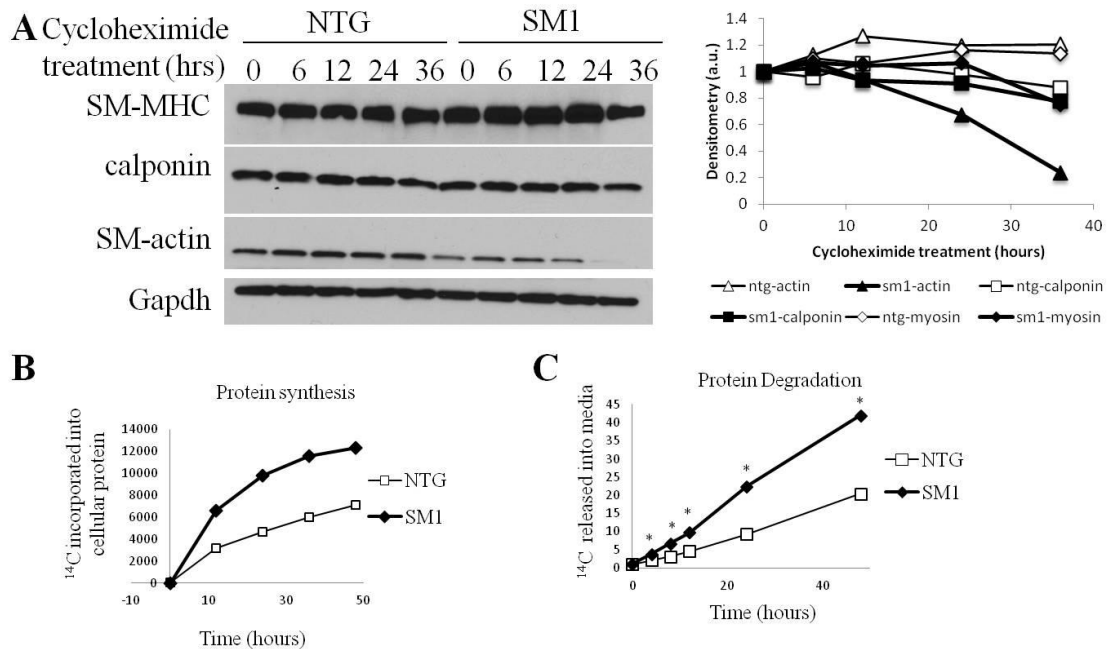 A Cycloheximide treatment (hrs)
NTG SM1
0 6 12 24 36 0 6 12 24 36
SM-MHC
calponin
SM-actin
Gapdh
Densitometry (a.u.)
1.4
1.2
1
0.8
0.6
0.4
0.2
0
0 10 20 30 40
Cycloheximide treatment (hours)
ntg-actin sm1-actin ntg-calponin
sm1-calponin ntg-myosin sm1-myosin
B
Protein synthesis
¹⁴C incorporated into
cellular protein
14000
12000
10000
8000
6000
4000
2000
0
-10 10 30 50
Time (hours)
NTG
SM1
C
Protein Degradation
¹⁴C released into media
45
40
35
30
25
20
15
10
5
0
0 20 40
Time (hours)
* * * * *
NTG
SM1